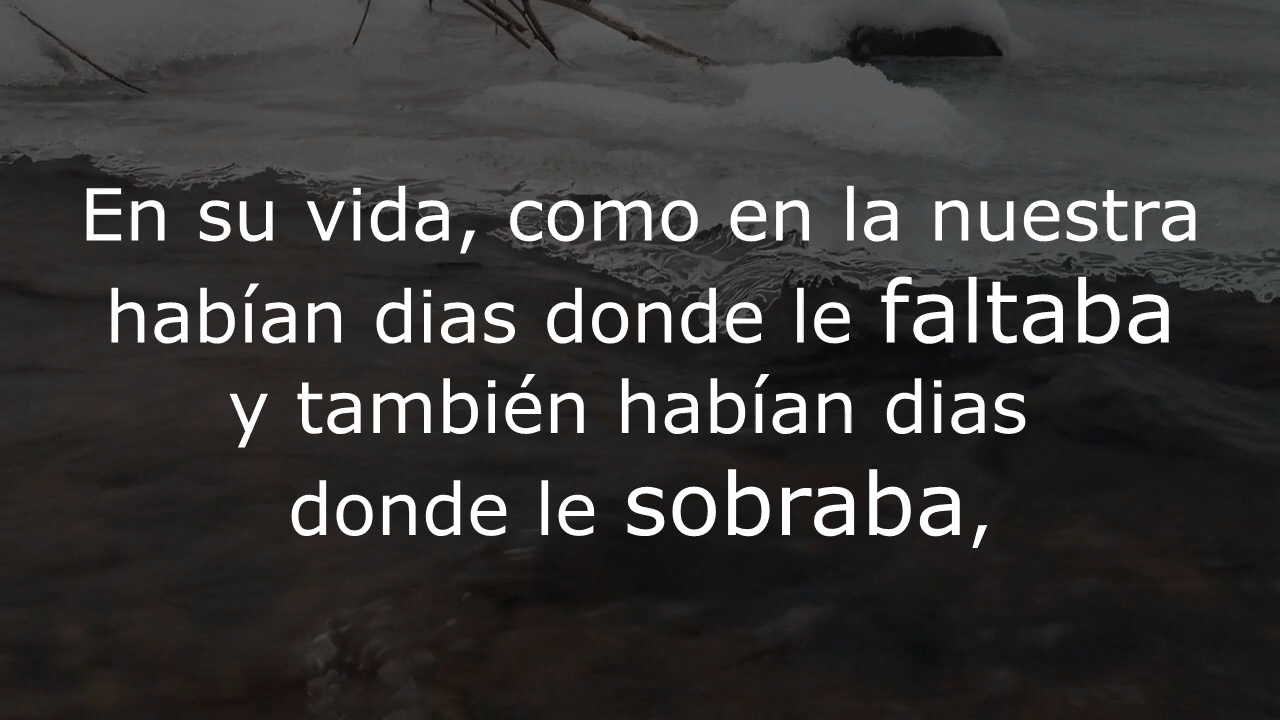 En su vida, como en la nuestra
habían dias donde le faltaba
y también habían dias
donde le sobraba,